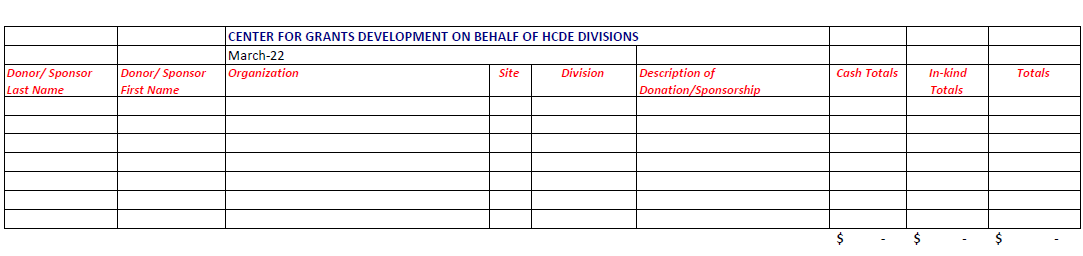 CENTER FOR GRANTS DEVELOPMENT ON BEHALF OF HCDE DIVISIONS
March-22
Donor/ Sponsor Last Name Donor/ Sponsor First Name Organization Site Division Description of Donation/Sponsorship Cash Totals In-kind Totals Totals
$ - $ - $ -